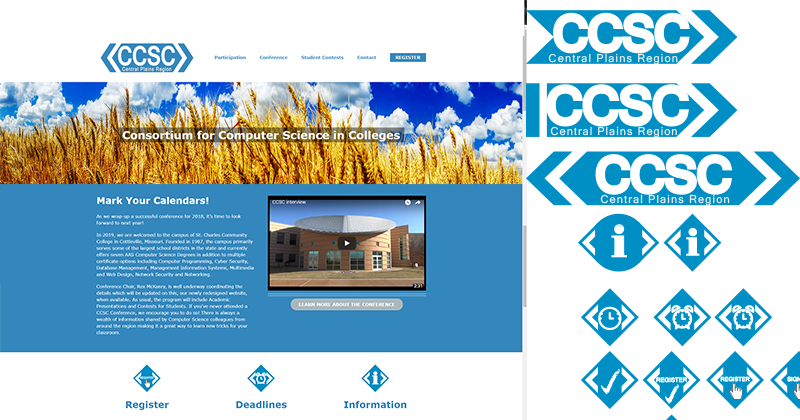 CCSC
Central Plains Region
Participation
Conference
Student Contests
Contact
REGISTER
Consortium for Computer Science in Colleges
Mark Your Calendars!
As we wrap-up a successful conference for 2018, it's time to look
forward to next year!
In 2019, we are welcomed to the campus of St. Charles Community
College in Cottleville, Missouri. Founded in 1987, the campus primarily
serves some of the largest school districts in the state and currently
offers seven AAS Computer Science Degrees in addition to multiple
certificate options including Computer Programming, Cyber Security,
Database Management, Management Information Systems, Multimedia
and Web Design, Network Security and Networking.
Conference Chair, Rex McKanry, is well underway coordinating the
details which will be updated on this, our newly redesigned website,
when available. As usual, the program will include Academic
Presentations and Contests for Students. If you've never attended a
CCSC Conference, we encourage you to do so! There is always a
wealth of information shared by Computer Science colleagues from
around the region making it a great way to learn new tricks for your
classroom.
CCSC interview
2:21
LEARN MORE ABOUT THE CONFERENCE
Register
Deadlines
Information
CCSC
Central Plains Region
CCSC
Central Plains Region
CCSC
Central Plains Region
i
i
REGISTER
REGISTER
SIGN